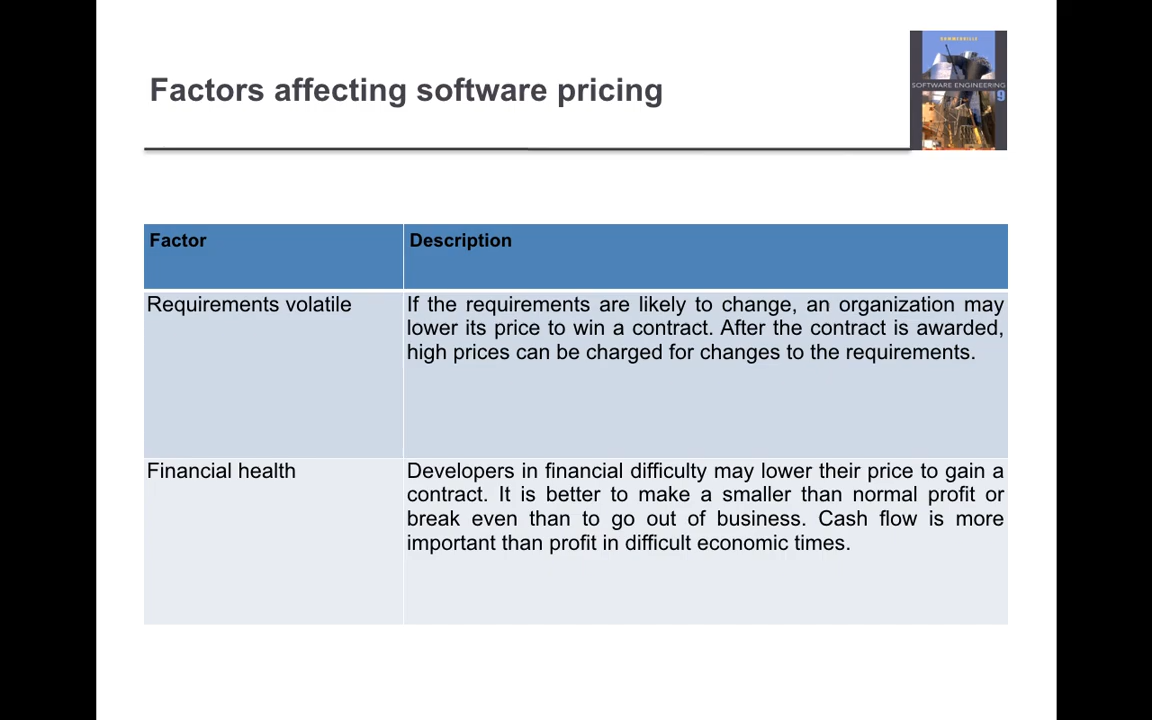 Factors affecting software pricing
SOMMERVILLE
SOFTWARE ENGINEERING
9
Factor
Description
Requirements volatile
If the requirements are likely to change, an organization may
lower its price to win a contract. After the contract is awarded,
high prices can be charged for changes to the requirements.
Financial health
Developers in financial difficulty may lower their price to gain a
contract. It is better to make a smaller than normal profit or
break even than to go out of business. Cash flow is more
important than profit in difficult economic times.